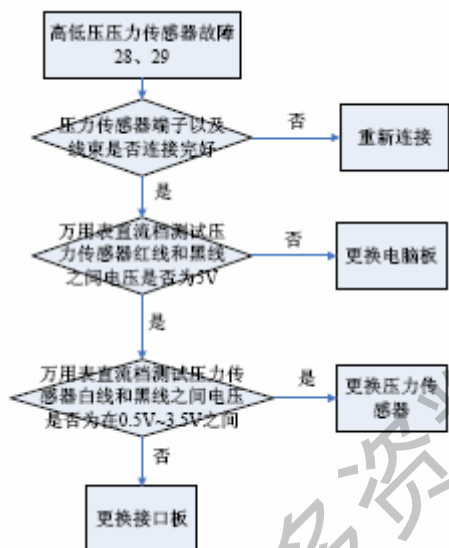 高低压压力传感器故障
28、29
压力传感器端子以及
线束是否连接完好
否
重新连接
是
万用表直流档测试压
力传感器红线和黑线
之间电压是否为5V
否
更换电脑板
是
万用表直流档测试压力传
感器白线和黑线之间电压
是否为在0.5V~3.5V之间
是
更换压力传
感器
否
更换接口板
多资